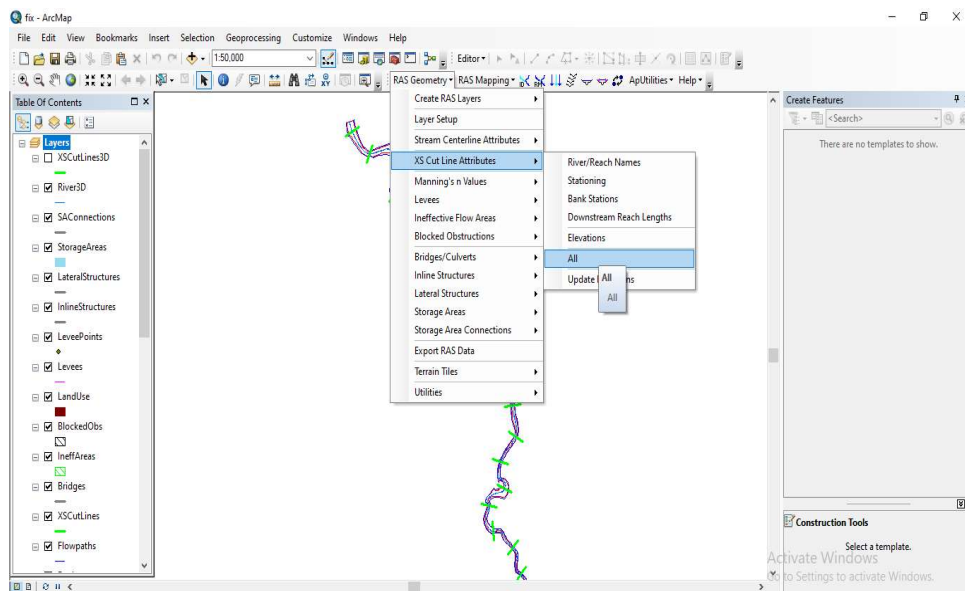 fix - ArcMap
File Edit View Bookmarks Insert Selection Geoprocessing Customize Windows Help
1:50,000
Editor
RAS Geometry RAS Mapping ApUtilities Help
Table Of Contents
Layers
XSCutLines3D
River3D
SAConnections
StorageAreas
LateralStructures
InlineStructures
LeveePoints
Levees
LandUse
BlockedObs
IneffAreas
Bridges
XSCutLines
Flowpaths
Create RAS Layers
Layer Setup
Stream Centerline Attributes
XS Cut Line Attributes
Manning's n Values
Levees
Ineffective Flow Areas
Blocked Obstructions
Bridges/Culverts
Inline Structures
Lateral Structures
Storage Areas
Storage Area Connections
Export RAS Data
Terrain Tiles
Utilities
River/Reach Names
Stationing
Bank Stations
Downstream Reach Lengths
Elevations
All
Update
All
All
Create Features
<Search>
There are no templates to show.
Construction Tools
Select a template.
Activate Windows
Go to Settings to activate Windows.